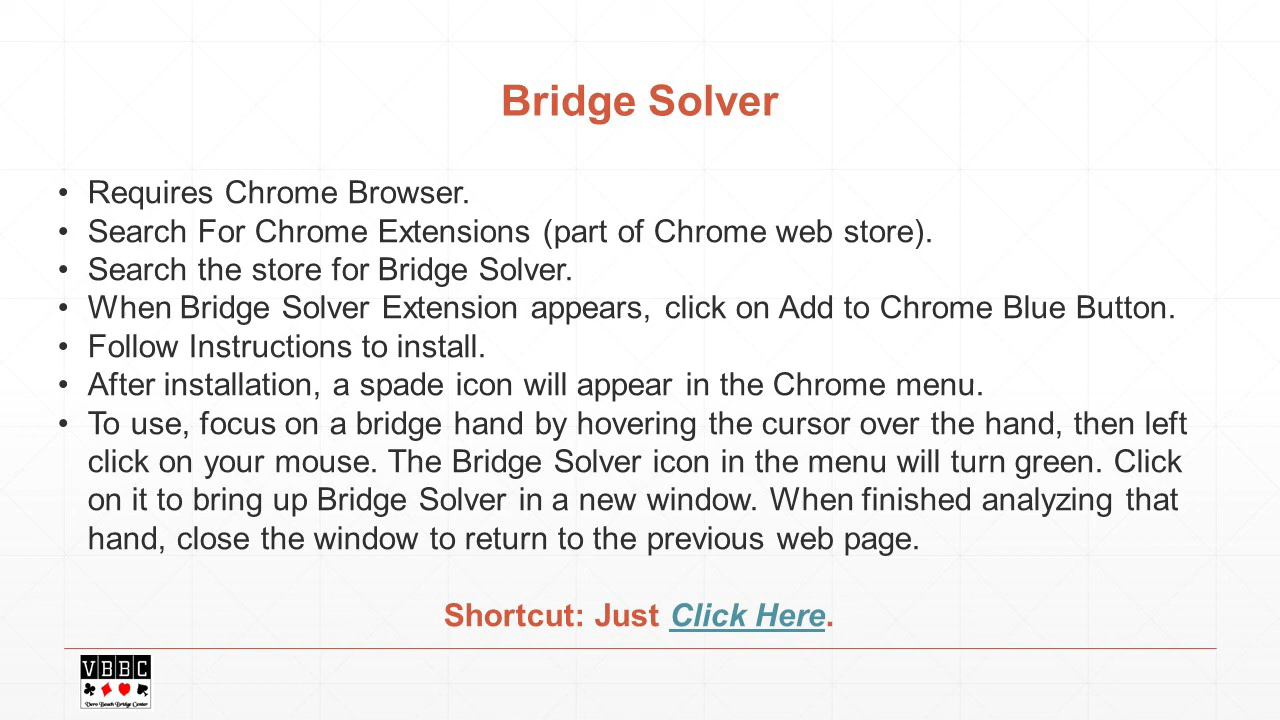 Bridge Solver
• Requires Chrome Browser.
• Search For Chrome Extensions (part of Chrome web store).
• Search the store for Bridge Solver.
• When Bridge Solver Extension appears, click on Add to Chrome Blue Button.
• Follow Instructions to install.
• After installation, a spade icon will appear in the Chrome menu.
• To use, focus on a bridge hand by hovering the cursor over the hand, then left
click on your mouse. The Bridge Solver icon in the menu will turn green. Click
on it to bring up Bridge Solver in a new window. When finished analyzing that
hand, close the window to return to the previous web page.
Shortcut: Just Click Here.
VBBC
Vero Beach Bridge Center